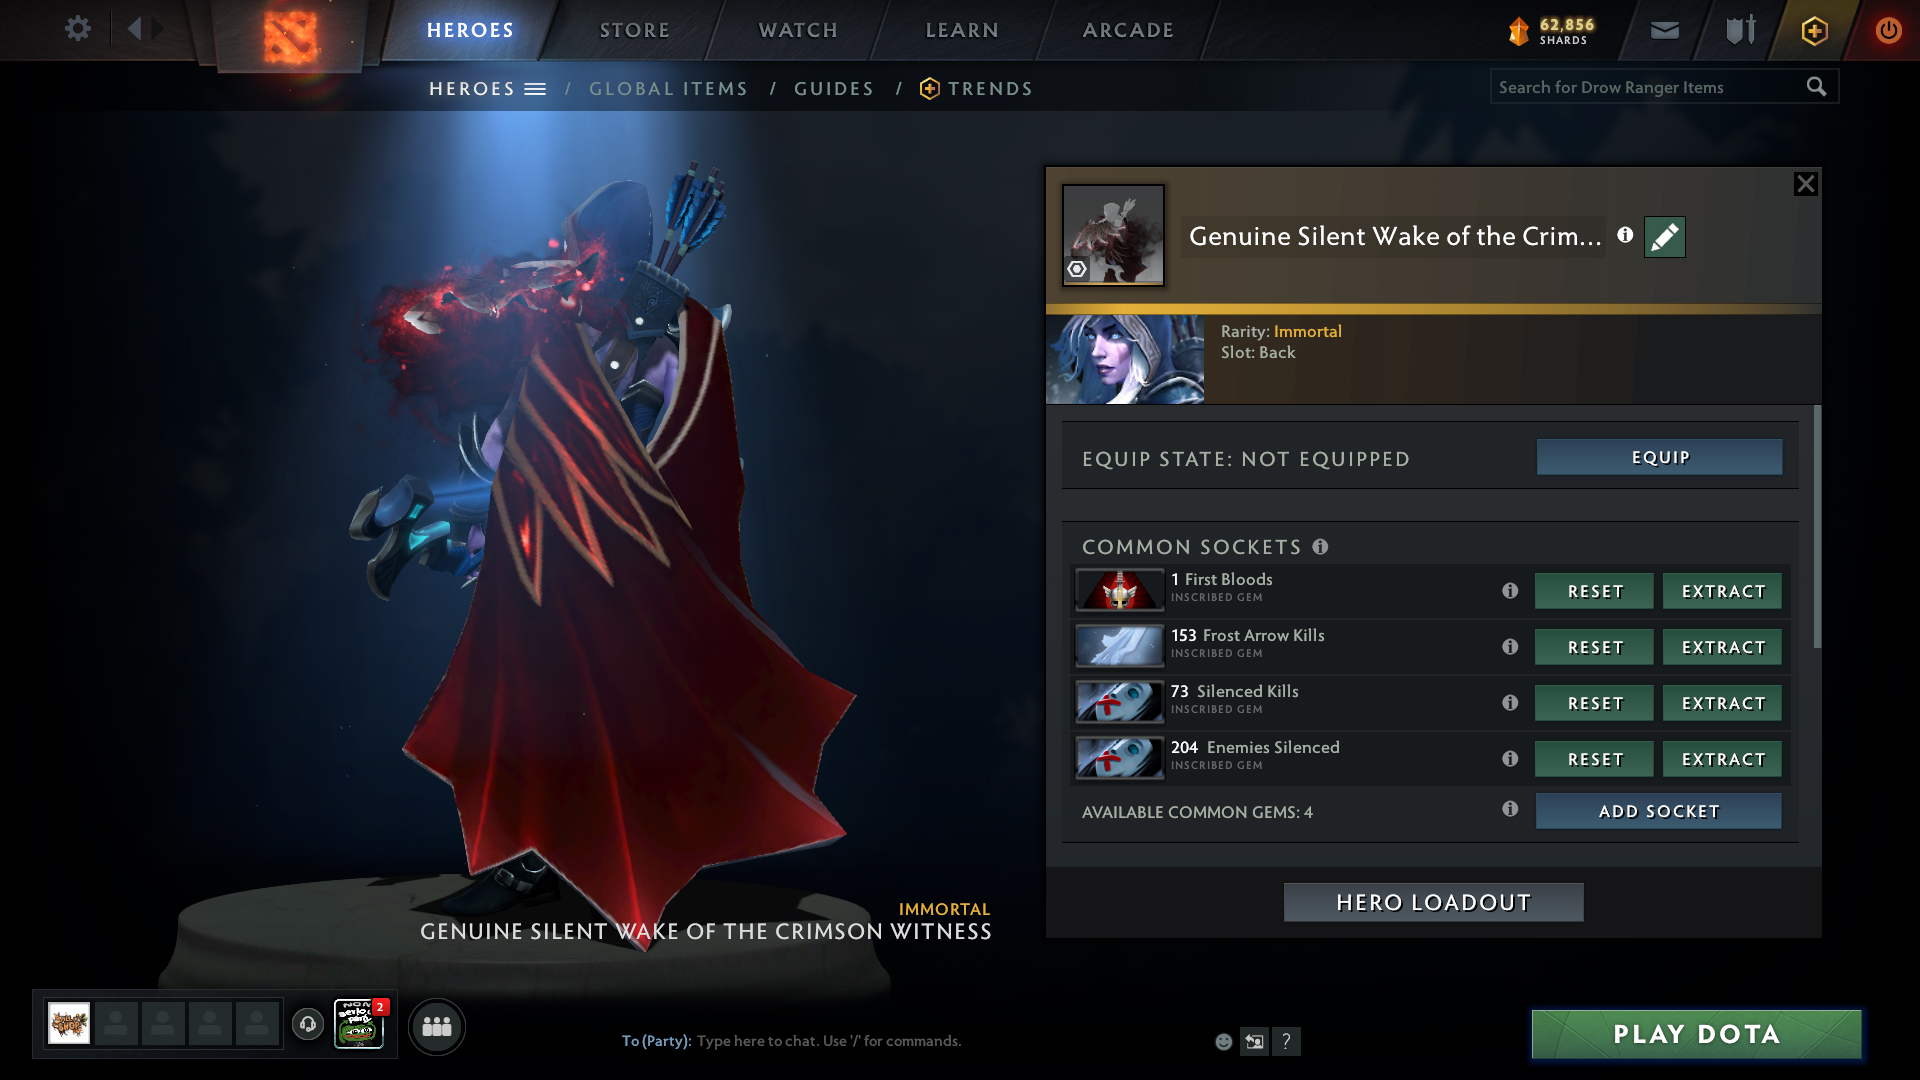 HEROES
STORE
WATCH
LEARN
ARCADE
62,856
SHARDS
HEROES / GLOBAL ITEMS / GUIDES / TRENDS
Search for Drow Ranger Items
Genuine Silent Wake of the Crim...
Rarity: Immortal
Slot: Back
EQUIP STATE: NOT EQUIPPED
EQUIP
COMMON SOCKETS
1 First Bloods
INSCRIBED GEM
RESET
EXTRACT
153 Frost Arrow Kills
INSCRIBED GEM
RESET
EXTRACT
73 Silenced Kills
INSCRIBED GEM
RESET
EXTRACT
204 Enemies Silenced
INSCRIBED GEM
RESET
EXTRACT
AVAILABLE COMMON GEMS: 4
ADD SOCKET
HERO LOADOUT
IMMORTAL
GENUINE SILENT WAKE OF THE CRIMSON WITNESS
2
To (Party): Type here to chat. Use '/' for commands.
?
PLAY DOTA